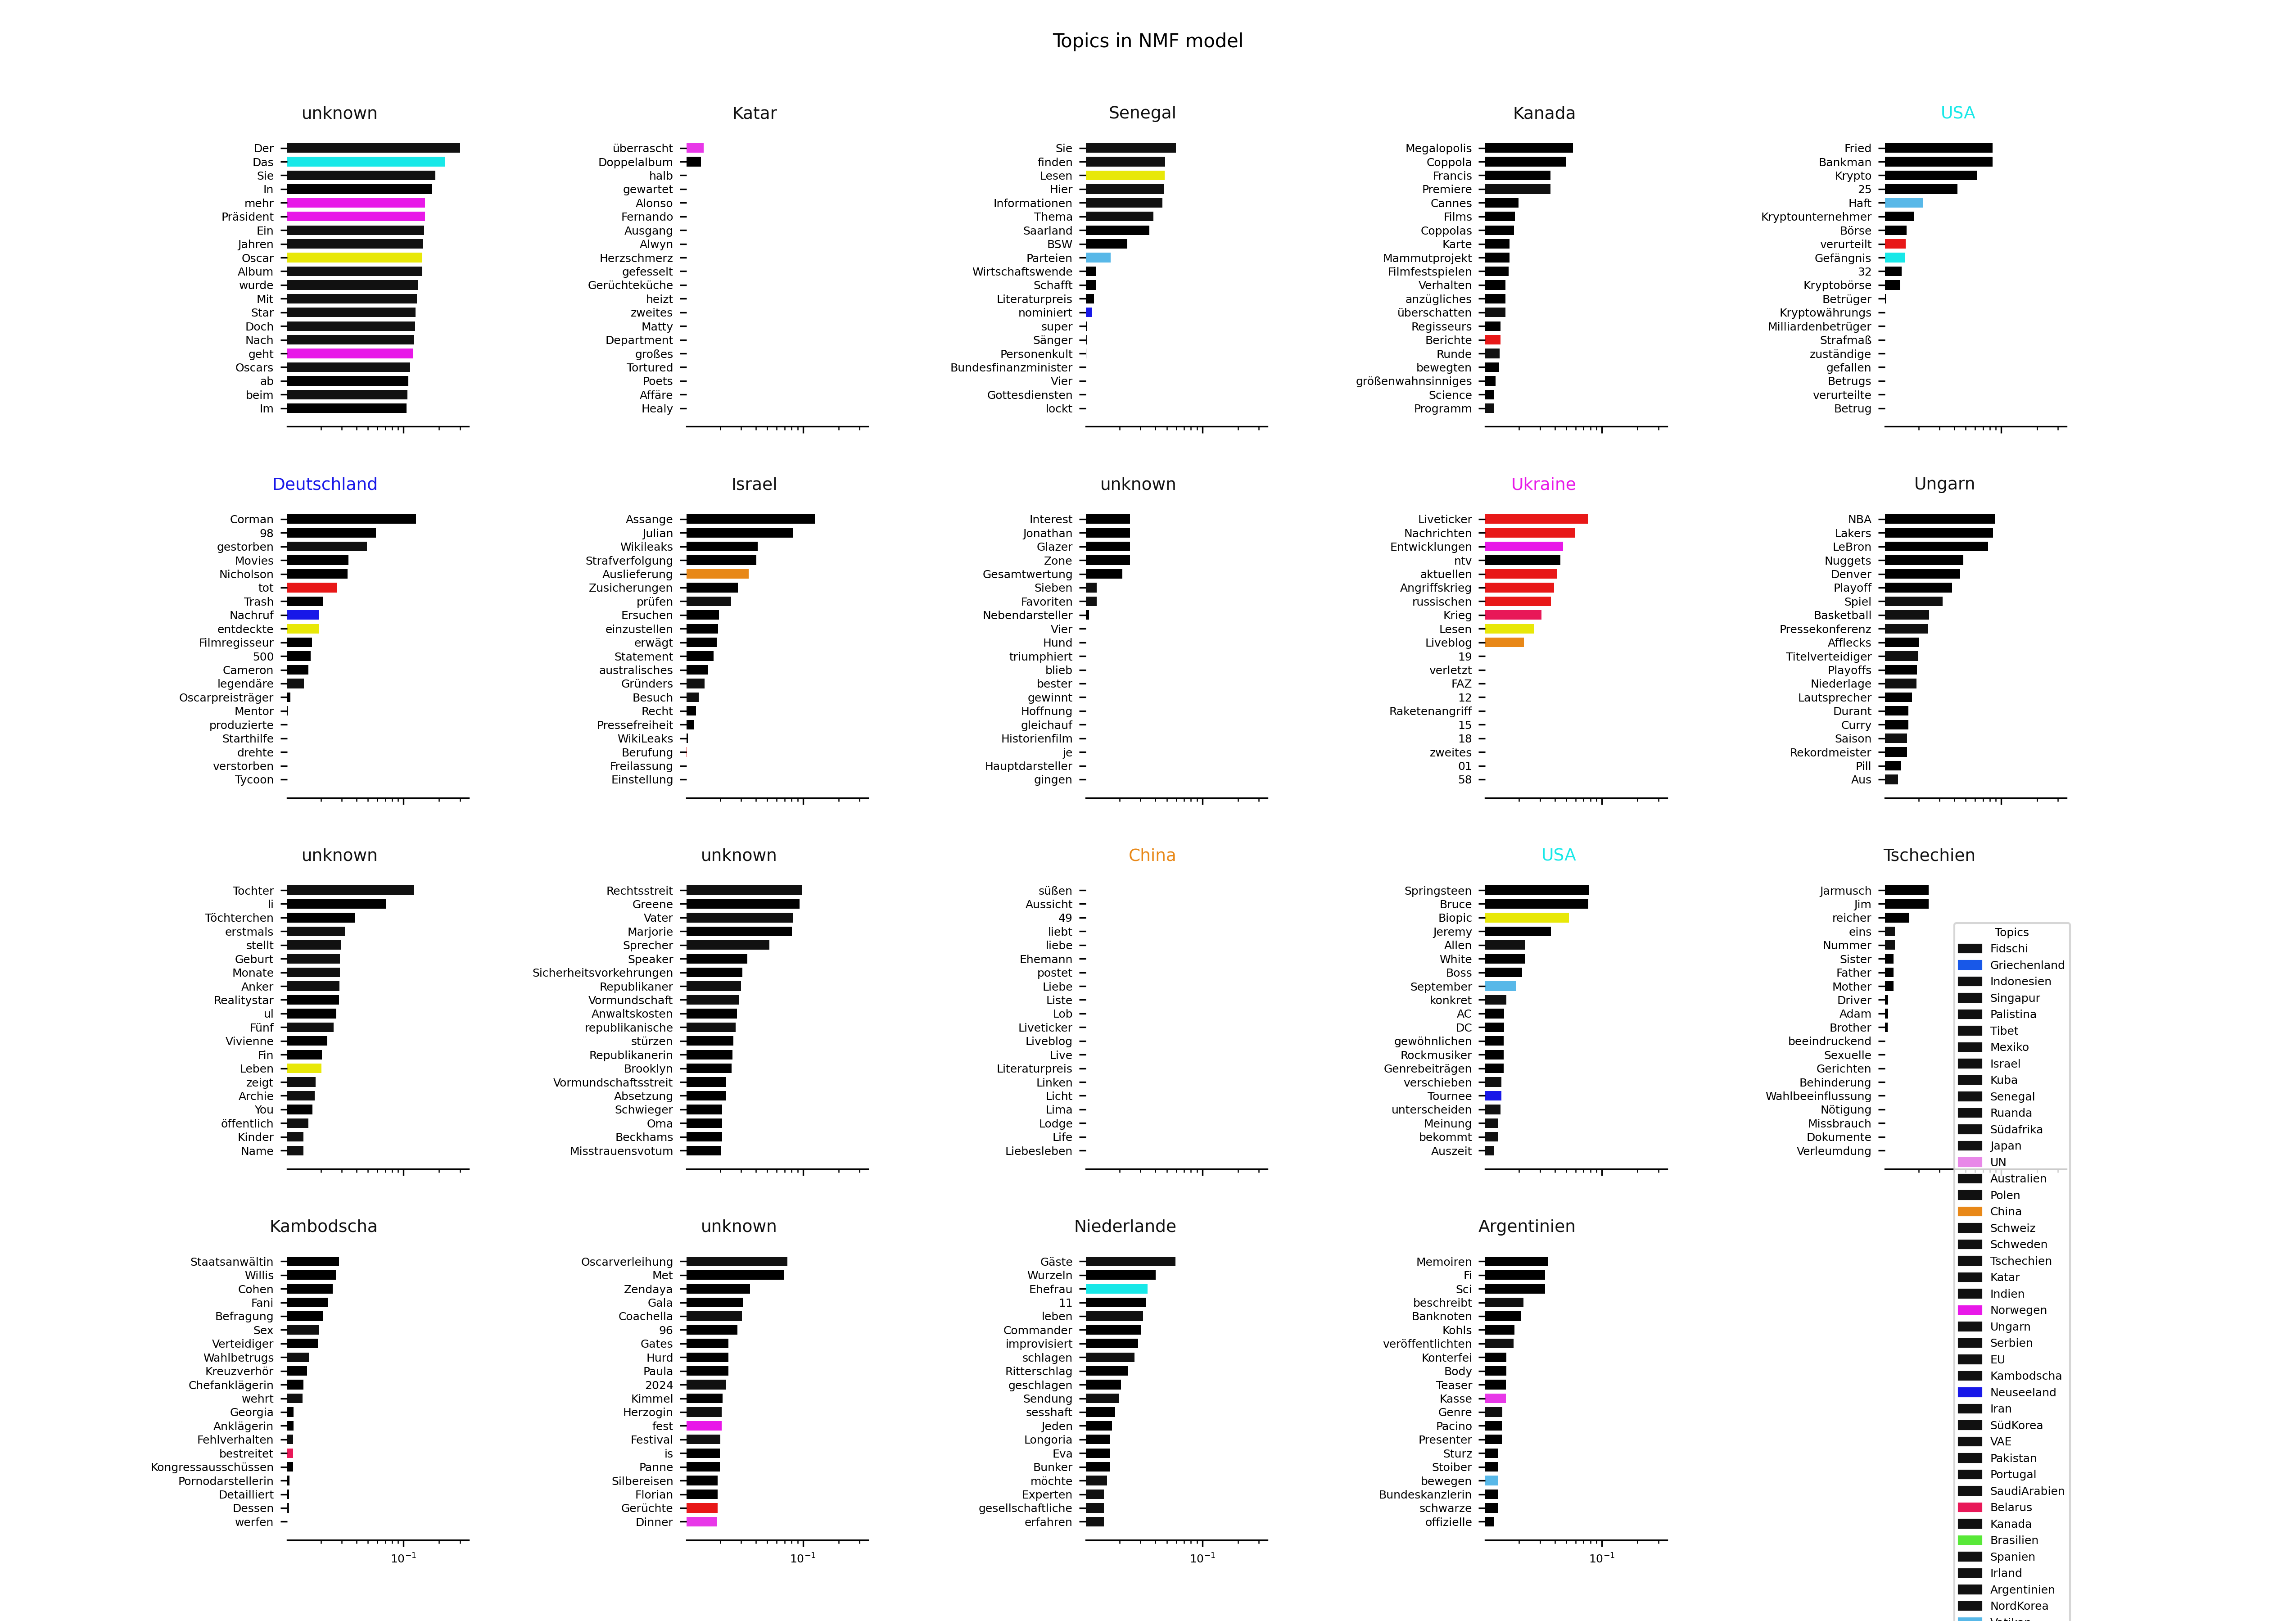 Topics in NMF model
unknown
Der
Das
Sie
In
mehr
Präsident
Ein
Jahren
Oscar
Album
wurde
Mit
Star
Doch
Nach
geht
Oscars
ab
beim
Im
Katar
überrascht
Doppelalbum
halb
gewartet
Alonso
Fernando
Ausgang
Alwyn
Herzschmerz
gefesselt
Gerüchteküche
heizt
zweites
Matty
Department
großes
Tortured
Poets
Affäre
Healy
Senegal
Sie
finden
Lesen
Hier
Informationen
Thema
Saarland
BSW
Parteien
Wirtschaftswende
Schafft
Literaturpreis
nominiert
super
Sänger
Personenkult
Bundesfinanzminister
Vier
Gottesdiensten
lockt
Kanada
Megalopolis
Coppola
Francis
Premiere
Cannes
Films
Coppolas
Karte
Mammutprojekt
Filmfestspielen
Verhalten
anzügliches
überschatten
Regisseurs
Berichte
Runde
bewegten
größenwahnsinniges
Science
Programm
USA
Fried
Bankman
Krypto
25
Haft
Kryptounternehmer
Börse
verurteilt
Gefängnis
32
Kryptobörse
Betrüger
Kryptowährungs
Milliardenbetrüger
Strafmaß
zuständige
gefallen
Betrugs
verurteilte
Betrug
Deutschland
Corman
98
gestorben
Movies
Nicholson
tot
Trash
Nachruf
entdeckte
Filmregisseur
500
Cameron
legendäre
Oscarpreisträger
Mentor
produzierte
Starthilfe
drehte
verstorben
Tycoon
Israel
Assange
Julian
Wikileaks
Strafverfolgung
Auslieferung
Zusicherungen
prüfen
Ersuchen
einzustellen
erwägt
Statement
australisches
Gründers
Besuch
Recht
Pressefreiheit
WikiLeaks
Berufung
Freilassung
Einstellung
unknown
Interest
Jonathan
Glazer
Zone
Gesamtwertung
Sieben
Favoriten
Nebendarsteller
Vier
Hund
triumphiert
blieb
bester
gewinnt
Hoffnung
gleichauf
Historienfilm
je
Hauptdarsteller
gingen
Ukraine
Liveticker
Nachrichten
Entwicklungen
ntv
aktuellen
Angriffskrieg
russischen
Krieg
Lesen
Liveblog
19
verletzt
FAZ
12
Raketenangriff
15
18
zweites
01
58
Ungarn
NBA
Lakers
LeBron
Nuggets
Denver
Playoff
Spiel
Basketball
Pressekonferenz
Afflecks
Titelverteidiger
Playoffs
Niederlage
Lautsprecher
Durant
Curry
Saison
Rekordmeister
Pill
Aus
unknown
Tochter
li
Töchterchen
erstmals
stellt
Geburt
Monate
Anker
Realitystar
ul
Fünf
Vivienne
Fin
Leben
zeigt
Archie
You
öffentlich
Kinder
Name
unknown
Rechtsstreit
Greene
Vater
Marjorie
Sprecher
Speaker
Sicherheitsvorkehrungen
Republikaner
Vormundschaft
Anwaltskosten
republikanische
stürzen
Republikanerin
Brooklyn
Vormundschaftsstreit
Absetzung
Schwieger
Oma
Beckhams
Misstrauensvotum
China
süßen
Aussicht
49
liebt
liebe
Ehemann
postet
Liebe
Liste
Lob
Liveticker
Liveblog
Live
Literaturpreis
Linken
Licht
Lima
Lodge
Life
Liebesleben
USA
Springsteen
Bruce
Biopic
Jeremy
Allen
White
Boss
September
konkret
AC
DC
gewöhnlichen
Rockmusiker
Genrebeiträgen
verschieben
Tournee
unterscheiden
Meinung
bekommt
Auszeit
Tschechien
Jarmusch
Jim
reicher
eins
Nummer
Sister
Father
Mother
Driver
Adam
Brother
beeindruckend
Sexuelle
Gerichten
Behinderung
Wahlbeeinflussung
Nötigung
Missbrauch
Dokumente
Verleumdung
Kambodscha
Staatsanwältin
Willis
Cohen
Fani
Befragung
Sex
Verteidiger
Wahlbetrugs
Kreuzverhör
Chefanklägerin
wehrt
Georgia
Anklägerin
Fehlverhalten
bestreitet
Kongressausschüssen
Pornodarstellerin
Detailliert
Dessen
werfen
10⁻¹
unknown
Oscarverleihung
Met
Zendaya
Gala
Coachella
96
Gates
Hurd
Paula
2024
Kimmel
Herzogin
fest
Festival
is
Panne
Silbereisen
Florian
Gerüchte
Dinner
10⁻¹
Niederlande
Gäste
Wurzeln
Ehefrau
11
leben
Commander
improvisiert
schlagen
Ritterschlag
geschlagen
Sendung
sesshaft
Jeden
Longoria
Eva
Bunker
möchte
Experten
gesellschaftliche
erfahren
10⁻¹
Argentinien
Memoiren
Fi
Sci
beschreibt
Banknoten
Kohls
veröffentlichten
Konterfei
Body
Teaser
Kasse
Genre
Pacino
Presenter
Sturz
Stoiber
bewegen
Bundeskanzlerin
schwarze
offizielle
10⁻¹
Topics
Fidschi
Griechenland
Indonesien
Singapur
Palistina
Tibet
Mexiko
Israel
Kuba
Senegal
Ruanda
Südafrika
Japan
UN
Australien
Polen
China
Schweiz
Schweden
Tschechien
Katar
Indien
Norwegen
Ungarn
Serbien
EU
Kambodscha
Neuseeland
Iran
SüdKorea
VAE
Pakistan
Portugal
SaudiArabien
Belarus
Kanada
Brasilien
Spanien
Irland
Argentinien
NordKorea